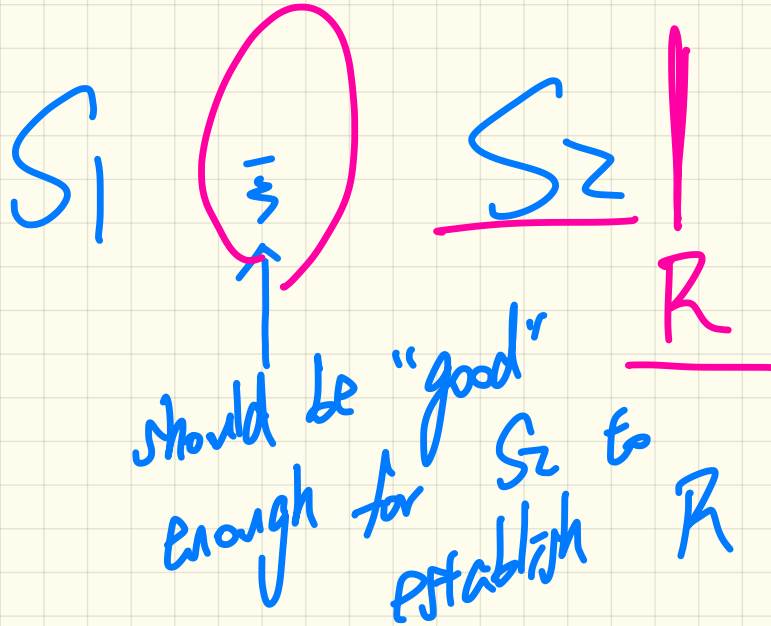 S1 ξ S2
R
should be "good"
enough for S2 to
establish R